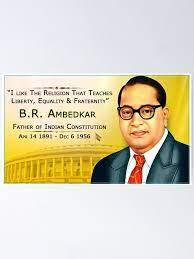 "I Like The Religion That Teaches
Liberty, Equality & Fraternity"
B.R. Ambedkar
Father of Indian Constitution
Apr 14 1891 - Dec 6 1956